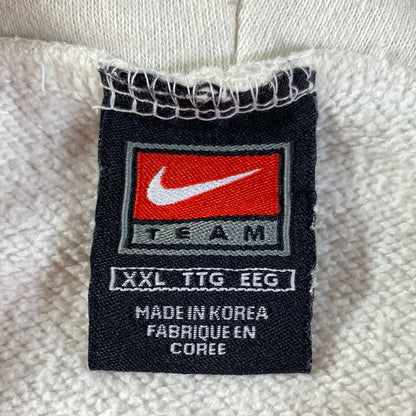 TEAM
XXL TTG EEG
MADE IN KOREA
FABRIQUE EN
COREE